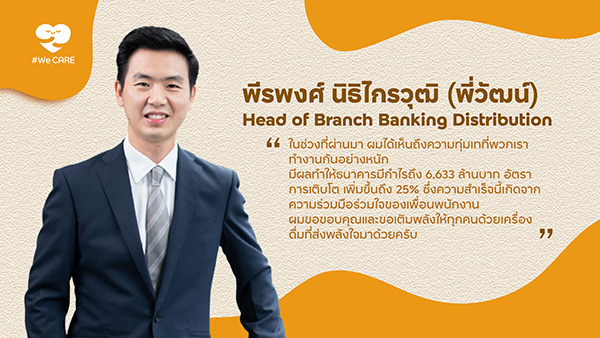 #We CARE
พีรพงศ์ นิธิไกรวุฒิ (พี่วัฒน์)
Head of Branch Banking Distribution
“ ในช่วงที่ผ่านมา ผมได้เห็นถึงความทุ่มเทที่พวกเรา
ทำงานกันอย่างหนัก
มีผลทำให้ธนาคารมีกำไรถึง 6,633 ล้านบาท อัตรา
การเติบโต เพิ่มขึ้นถึง 25% ซึ่งความสำเร็จนี้เกิดจาก
ความร่วมมือร่วมใจของเพื่อนพนักงาน
ผมขอขอบคุณและขอเติมพลังให้ทุกคนด้วยเครื่อง
ดื่มที่ส่งพลังใจมาด้วยครับ ”